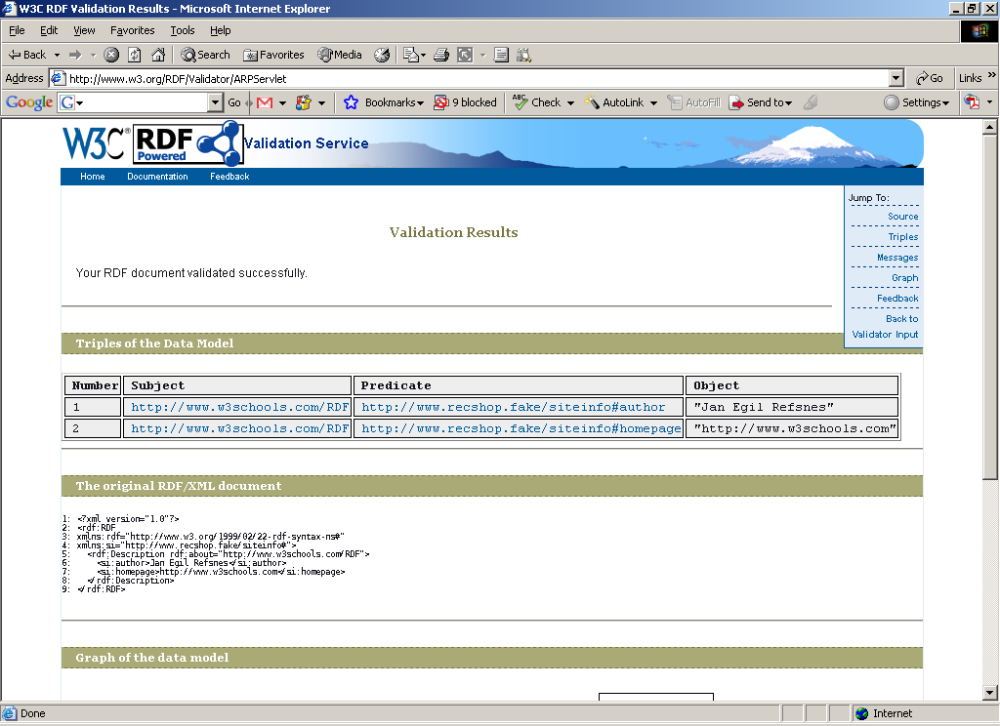 W3C RDF Validation Results - Microsoft Internet Explorer
File Edit View Favorites Tools Help
Back Search Favorites Media
Address http://www.w3.org/RDF/Validator/ARPServlet Go Links »
Google G Go Bookmarks 9 blocked ABC Check AutoLink AutoFill Send to Settings
W3C® RDF Powered Validation Service
Home Documentation Feedback
Jump To:
Source
Triples
Messages
Graph
Feedback
Back to
Validator Input
Validation Results
Your RDF document validated successfully.
Triples of the Data Model
Number Subject Predicate Object
1 http://www.w3schools.com/RDF http://www.recshop.fake/siteinfo#author "Jan Egil Refsnes"
2 http://www.w3schools.com/RDF http://www.recshop.fake/siteinfo#homepage "http://www.w3schools.com"
The original RDF/XML document
1: <?xml version="1.0"?>
2: <rdf:RDF
3: xmlns:rdf="http://www.w3.org/1999/02/22-rdf-syntax-ns#"
4: xmlns:si="http://www.recshop.fake/siteinfo#">
5: <rdf:Description rdf:about="http://www.w3schools.com/RDF">
6: <si:author>Jan Egil Refsnes</si:author>
7: <si:homepage>http://www.w3schools.com</si:homepage>
8: </rdf:Description>
9: </rdf:RDF>
Graph of the data model
Done Internet